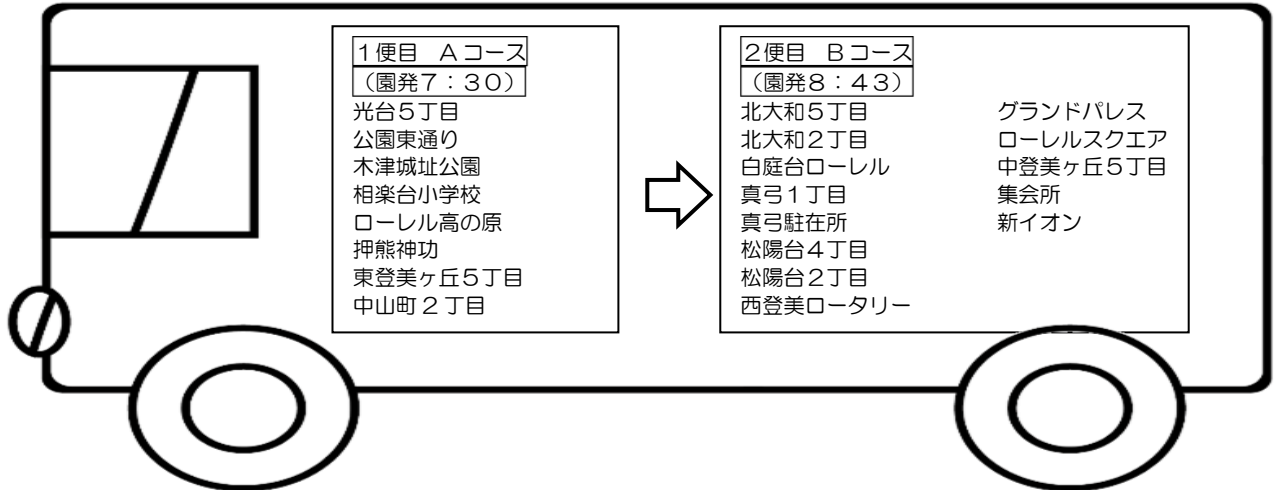 1便目 Aコース
(園発7:30)
光台5丁目
公園東通り
木津城址公園
相楽台小学校
ローレル高の原
押熊神功
東登美ヶ丘5丁目
中山町2丁目
2便目 Bコース
(園発8:43)
北大和5丁目
北大和2丁目
白庭台ローレル
真弓1丁目
真弓駐在所
松陽台4丁目
松陽台2丁目
西登美ロータリー
グランドパレス
ローレルスクエア
中登美ヶ丘5丁目
集会所
新イオン